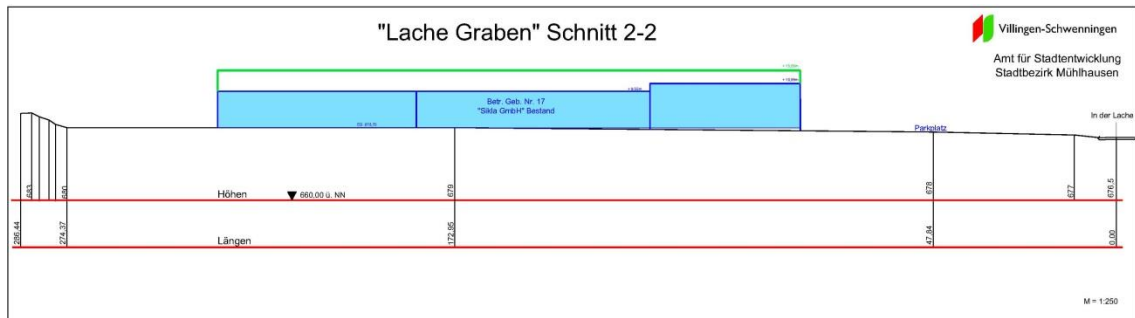 "Lache Graben" Schnitt 2-2
Villingen-Schwenningen
Amt für Stadtentwicklung
Stadtbezirk Mühlhausen
Betr. Geb. Nr. 17
"Sikla GmbH" Bestand
In der Lache
Parkplatz
683
680
679
678
677
676.5
Höhen
660,00 ü. NN
286.44
274.37
172.95
47.84
0.00
Längen
M = 1:250